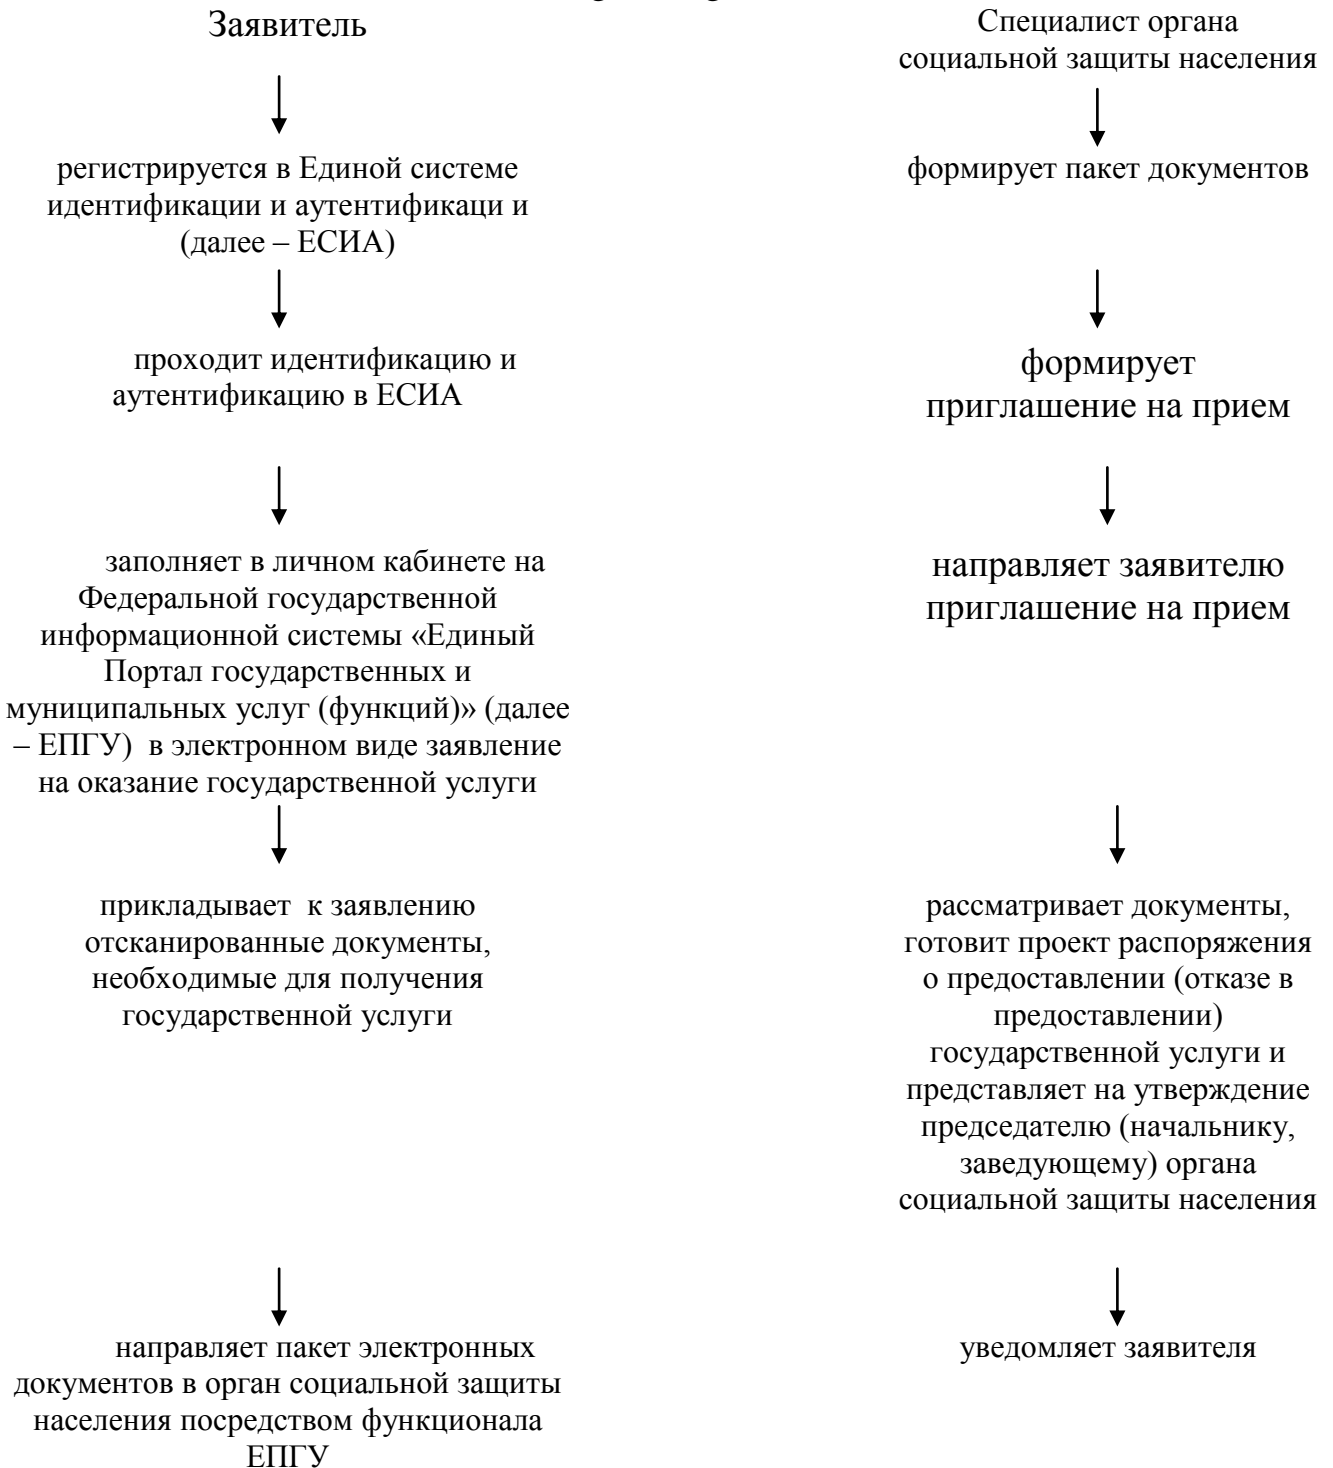 Заявитель
регистрируется в Единой системе
идентификации и аутентификаци и
(далее – ЕСИА)
проходит идентификацию и
аутентификацию в ЕСИА
заполняет в личном кабинете на
Федеральной государственной
информационной системы «Единый
Портал государственных и
муниципальных услуг (функций)» (далее
– ЕПГУ) в электронном виде заявление
на оказание государственной услуги
прикладывает к заявлению
отсканированные документы,
необходимые для получения
государственной услуги
направляет пакет электронных
документов в орган социальной защиты
населения посредством функционала
ЕПГУ
Специалист органа
социальной защиты населения
формирует пакет документов
формирует
приглашение на прием
направляет заявителю
приглашение на прием
рассматривает документы,
готовит проект распоряжения
о предоставлении (отказе в
предоставлении)
государственной услуги и
представляет на утверждение
председателю (начальнику,
заведующему) органа
социальной защиты населения
уведомляет заявителя